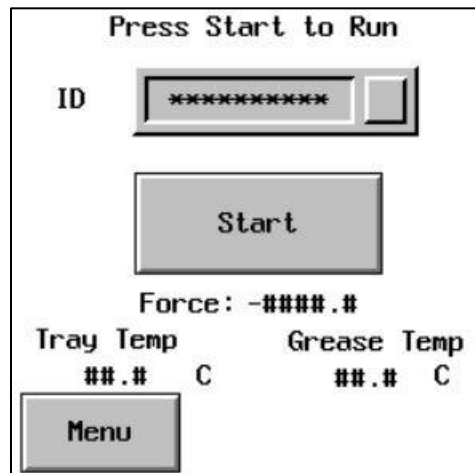 Press Start to Run
ID **********
Start
Force: -####.#
Tray Temp Grease Temp
##.# C ##.# C
Menu